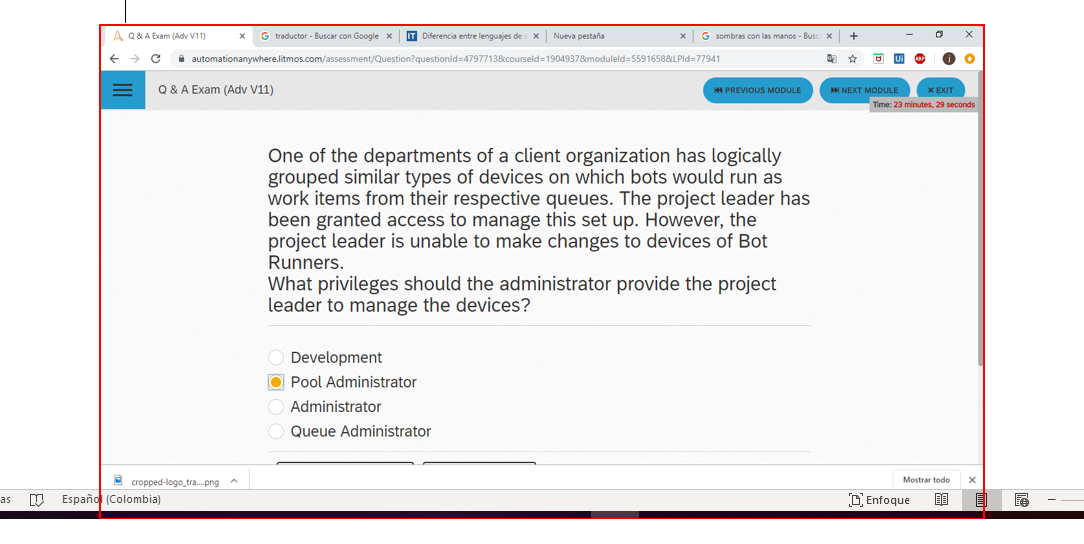 Q & A Exam (Adv V11)
traductor - Buscar con Google
Diferencia entre lenguajes de
Nueva pestaña
sombras con las manos - Busc
automationanywhere.litmos.com/assessment/Question?questionId=4797713&courseId=1904937&moduleId=5591658&LPId=77941
Q & A Exam (Adv V11)
PREVIOUS MODULE
NEXT MODULE
EXIT
Time: 23 minutes, 29 seconds
One of the departments of a client organization has logically
grouped similar types of devices on which bots would run as
work items from their respective queues. The project leader has
been granted access to manage this set up. However, the
project leader is unable to make changes to devices of Bot
Runners.
What privileges should the administrator provide the project
leader to manage the devices?
Development
Pool Administrator
Administrator
Queue Administrator
cropped-logo_tra....png
Mostrar todo
as
Español (Colombia)
Enfoque